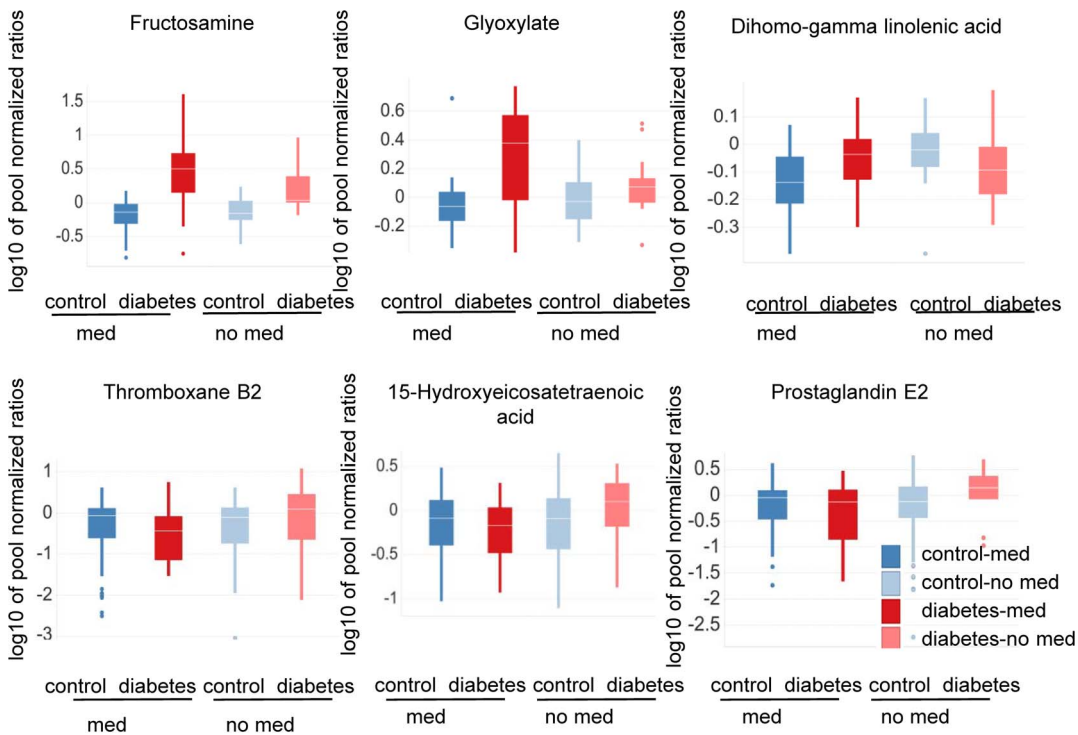 Fructosamine
log10 of pool normalized ratios
1.5
1
0.5
0
-0.5
control diabetes control diabetes
med no med
Glyoxylate
log10 of pool normalized ratios
0.6
0.4
0.2
0
-0.2
control diabetes control diabetes
med no med
Dihomo-gamma linolenic acid
log10 of pool normalized ratios
0.1
0
-0.1
-0.2
-0.3
control diabetes control diabetes
med no med
Thromboxane B2
log10 of pool normalized ratios
1
0
-1
-2
-3
control diabetes control diabetes
med no med
15-Hydroxyeicosatetraenoic
acid
log10 of pool normalized ratios
0.5
0
-0.5
-1
control diabetes control diabetes
med no med
Prostaglandin E2
log10 of pool normalized ratios
0.5
0
-0.5
-1
-1.5
-2
-2.5
control-med
control-no med
diabetes-med
diabetes-no med
control diabetes control diabetes
med no med